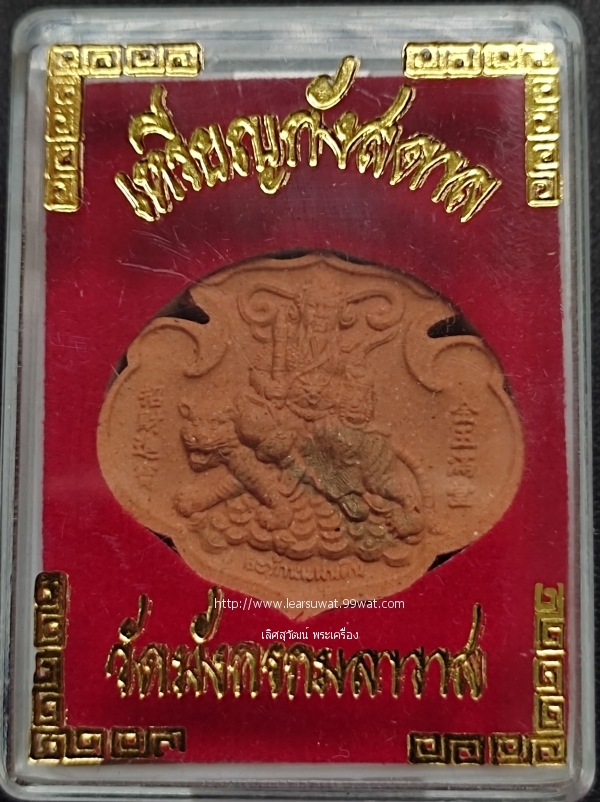 เหรียญกังสดาล
http://www.learsuwat.99wat.com
เลิศสุวัฒน์ พระเครื่อง
วัดมังกรกมลาวาส